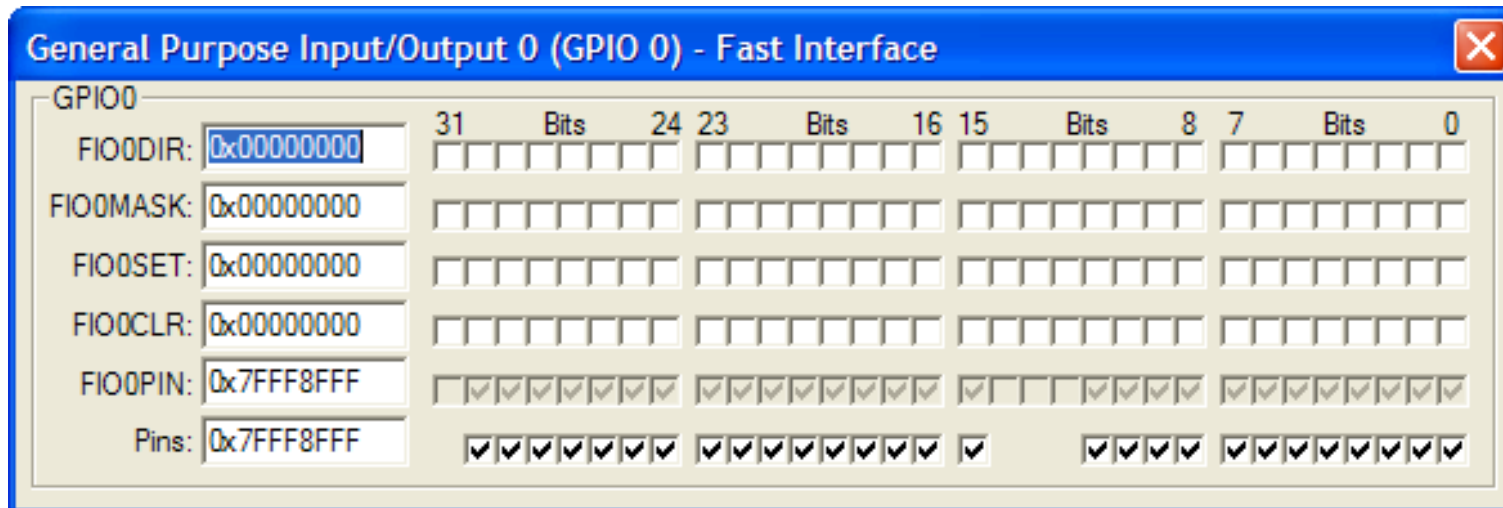 General Purpose Input/Output 0 (GPIO 0) - Fast Interface
GPIO0
31 Bits 24 23 Bits 16 15 Bits 8 7 Bits 0
FIO0DIR: 0x00000000
FIO0MASK: 0x00000000
FIO0SET: 0x00000000
FIO0CLR: 0x00000000
FIO0PIN: 0x7FFF8FFF
Pins: 0x7FFF8FFF